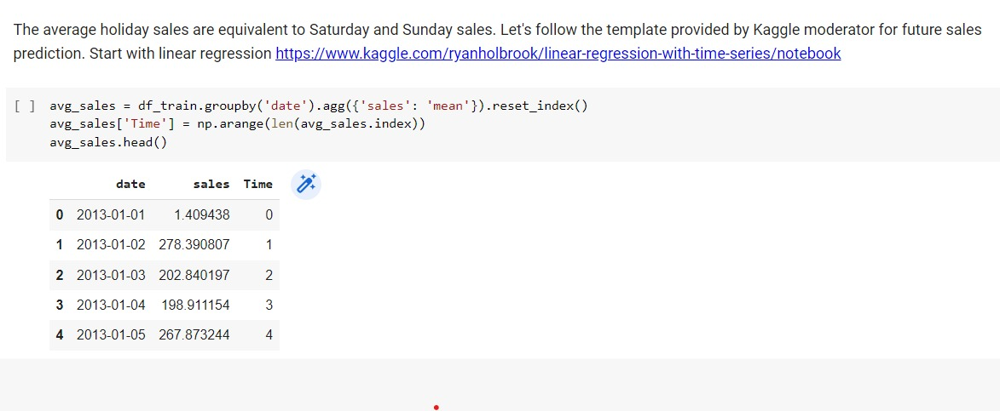 The average holiday sales are equivalent to Saturday and Sunday sales. Let's follow the template provided by Kaggle moderator for future sales
prediction. Start with linear regression https://www.kaggle.com/ryanholbrook/linear-regression-with-time-series/notebook
[ ] avg_sales = df_train.groupby('date').agg({'sales': 'mean'}).reset_index()
avg_sales['Time'] = np.arange(len(avg_sales.index))
avg_sales.head()
date sales Time
0 2013-01-01 1.409438 0
1 2013-01-02 278.390807 1
2 2013-01-03 202.840197 2
3 2013-01-04 198.911154 3
4 2013-01-05 267.873244 4